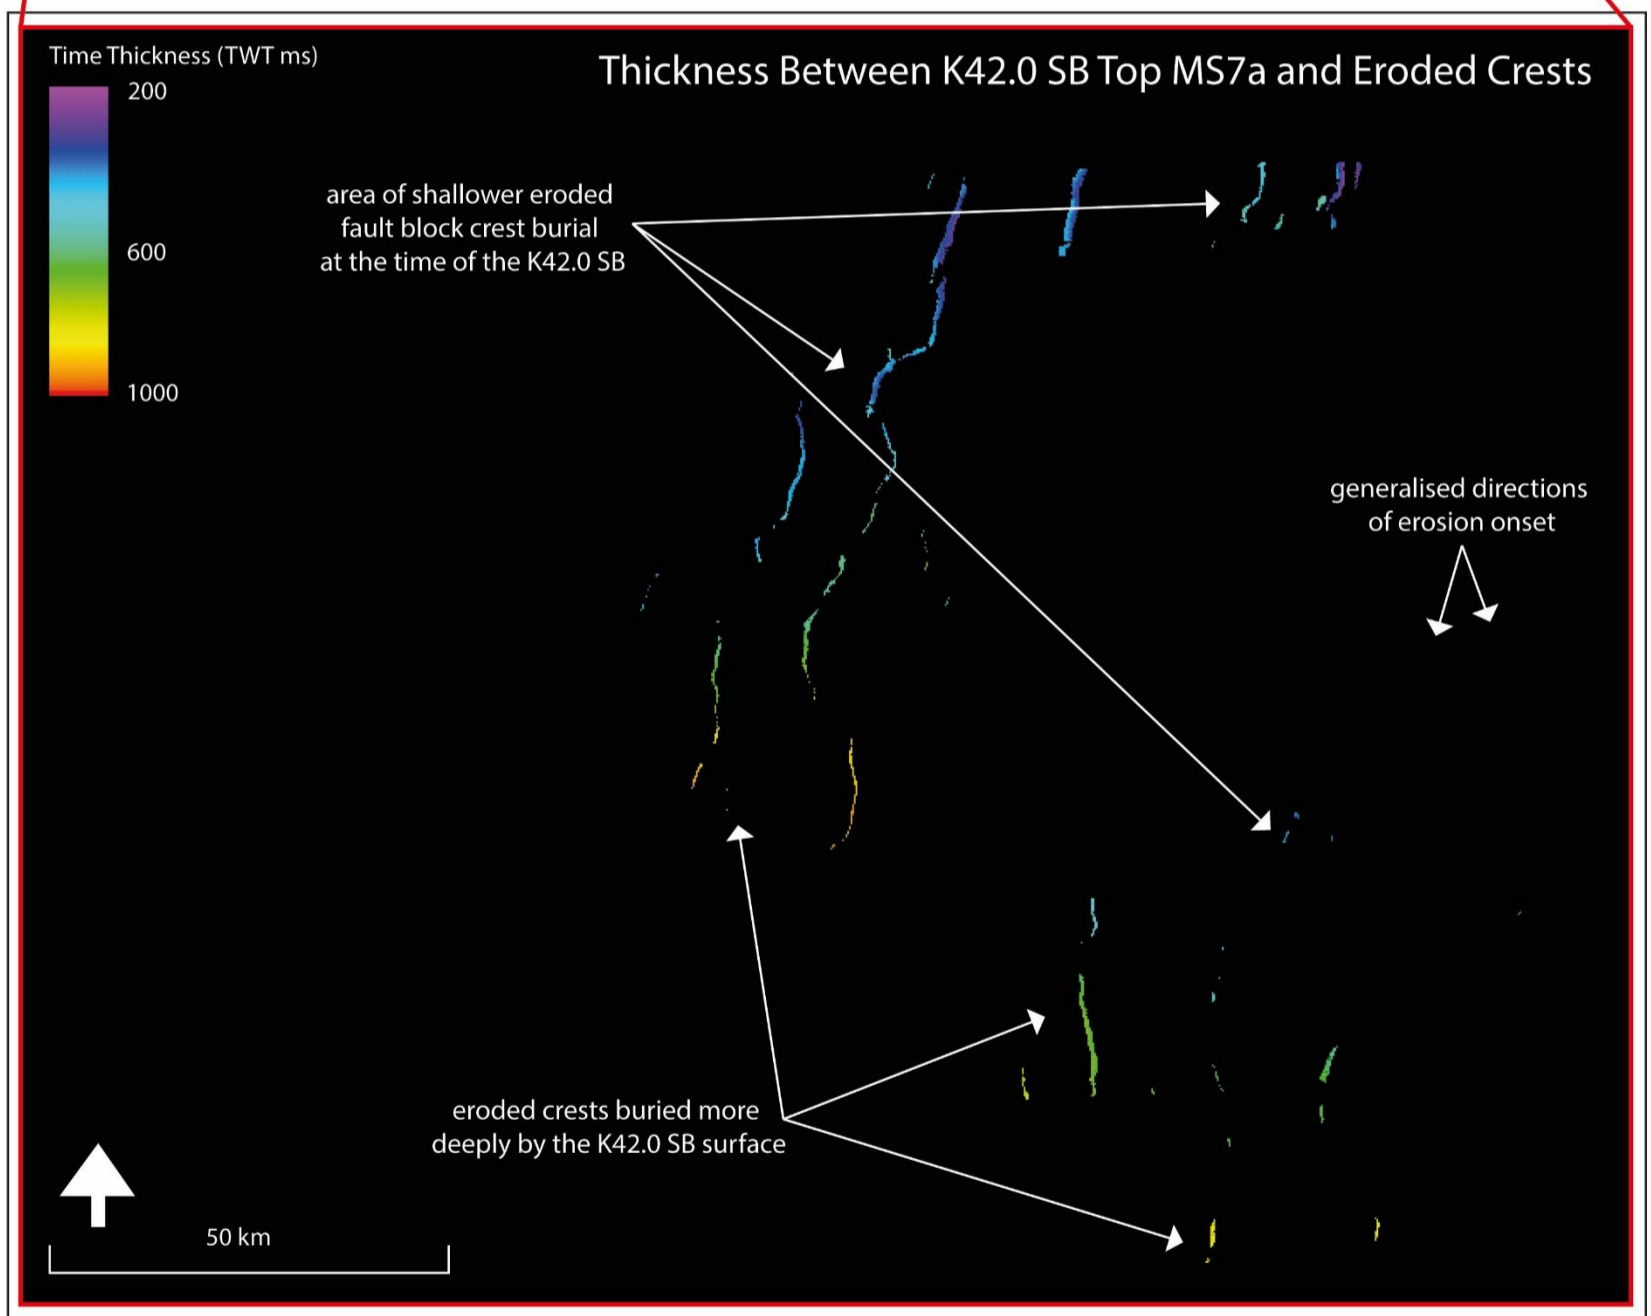 Time Thickness (TWT ms)
Thickness Between K42.0 SB Top MS7a and Eroded Crests
200
600
1000
area of shallower eroded
fault block crest burial
at the time of the K42.0 SB
generalised directions
of erosion onset
eroded crests buried more
deeply by the K42.0 SB surface
50 km